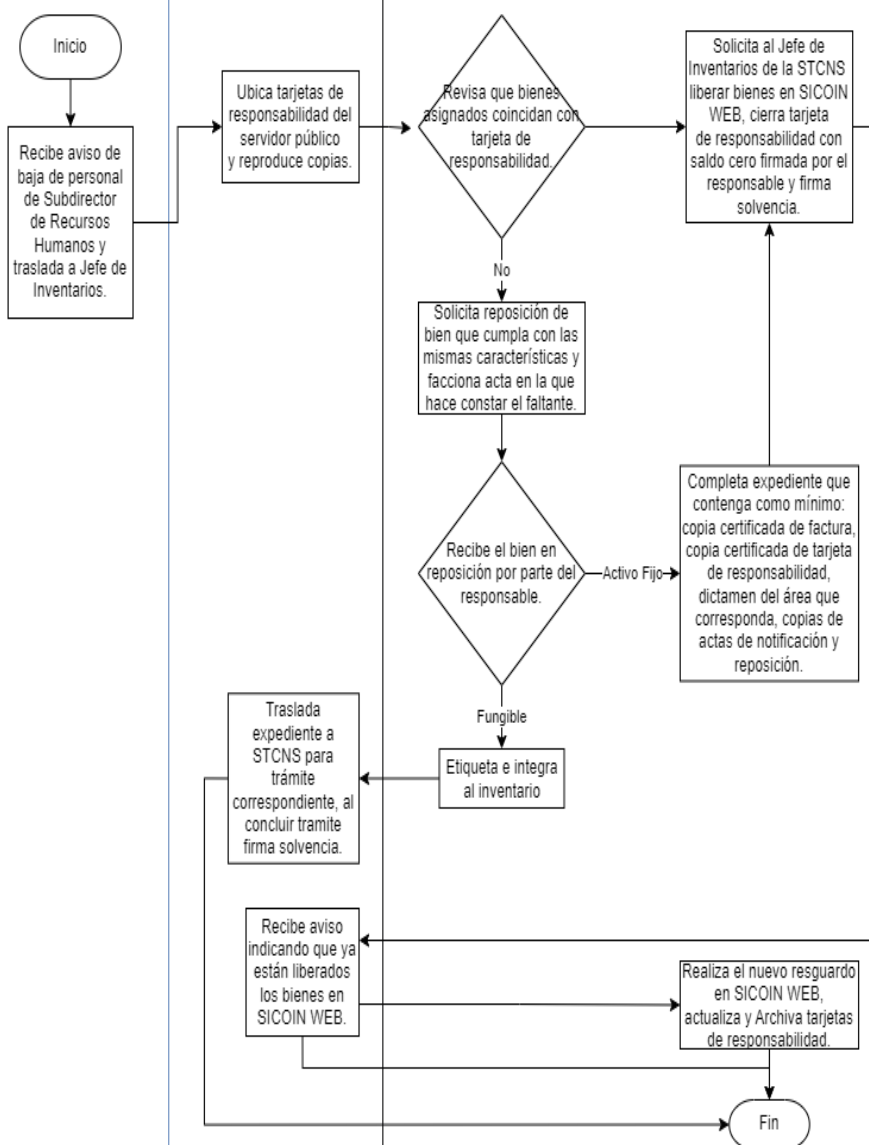 Inicio
Recibe aviso de
baja de personal
de Subdirector
de Recursos
Humanos y
traslada a Jefe de
Inventarios.
Ubica tarjetas de
responsabilidad del
servidor público
y reproduce copias.
Revisa que bienes
asignados coincidan con
tarjeta de
responsabilidad.
Solicita al Jefe de
Inventarios de la STCNS
liberar bienes en SICOIN
WEB, cierra tarjeta
de responsabilidad con
saldo cero firmada por el
responsable y firma
solvencia.
No
Solicita reposición de
bien que cumpla con las
mismas características y
facciona acta en la que
hace constar el faltante.
Recibe el bien en
reposición por parte del
responsable.
Activo Fijo
Completa expediente que
contenga como mínimo:
copia certificada de factura,
copia certificada de tarjeta
de responsabilidad,
dictamen del área que
corresponda, copias de
actas de notificación y
reposición.
Fungible
Etiqueta e integra
al inventario
Traslada
expediente a
STCNS para
trámite
correspondiente, al
concluir tramite
firma solvencia.
Recibe aviso
indicando que ya
están liberados
los bienes en
SICOIN WEB.
Realiza el nuevo resguardo
en SICOIN WEB,
actualiza y Archiva tarjetas
de responsabilidad.
Fin